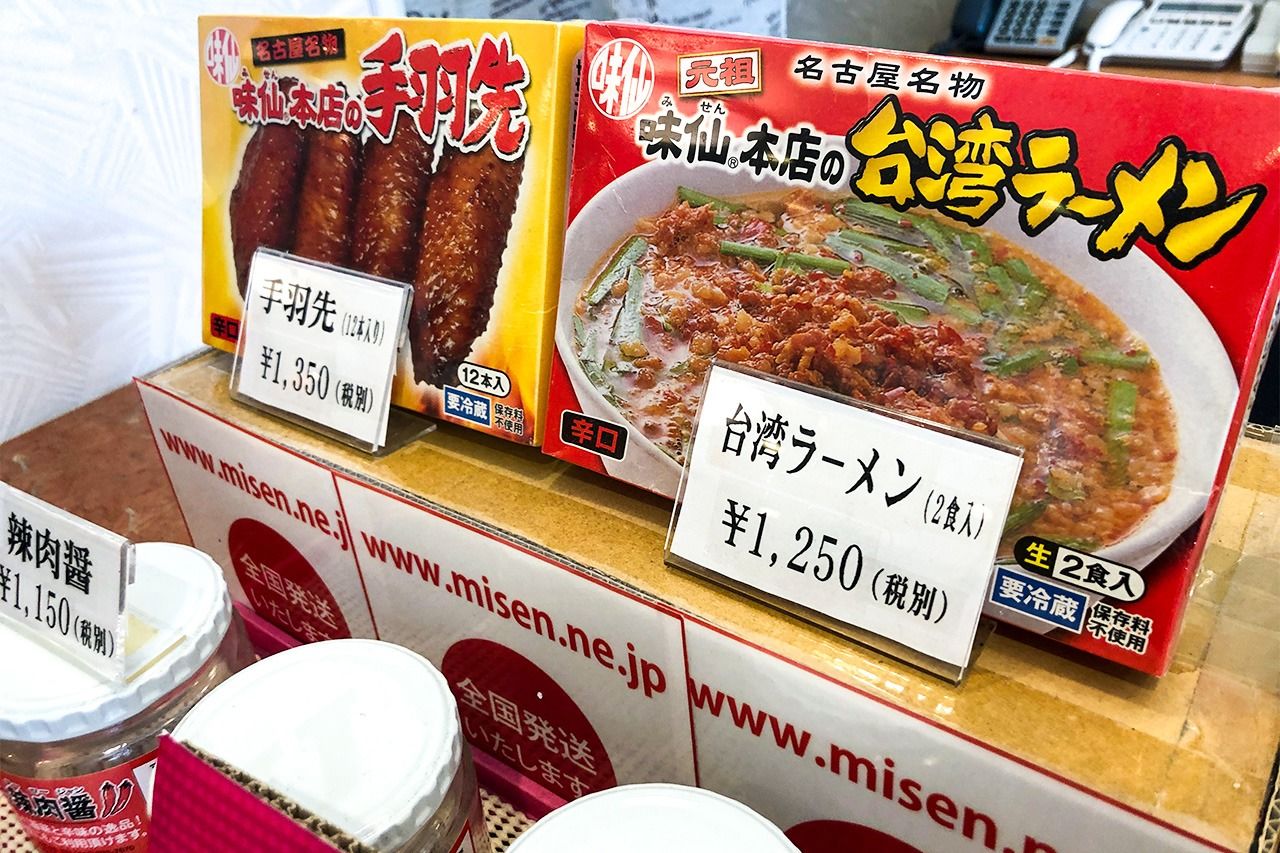 味仙
名古屋名物
みせん
味仙®本店の
手羽先
辛口
12本入
要冷蔵
保存料
不使用
手羽先(12本入り)
¥1,350(税別)
味仙
元祖
名古屋名物
みせん
味仙®本店の
台湾ラーメン
辛口
生 2食入
要冷蔵
保存料
不使用
台湾ラーメン(2食入)
¥1,250(税別)
www.misen.ne.j
全国発送
いたします
www.misen.ne.jp
全国発送
いたします
www.misen.n
辣肉醤
¥1,150(税別)
辣肉醤